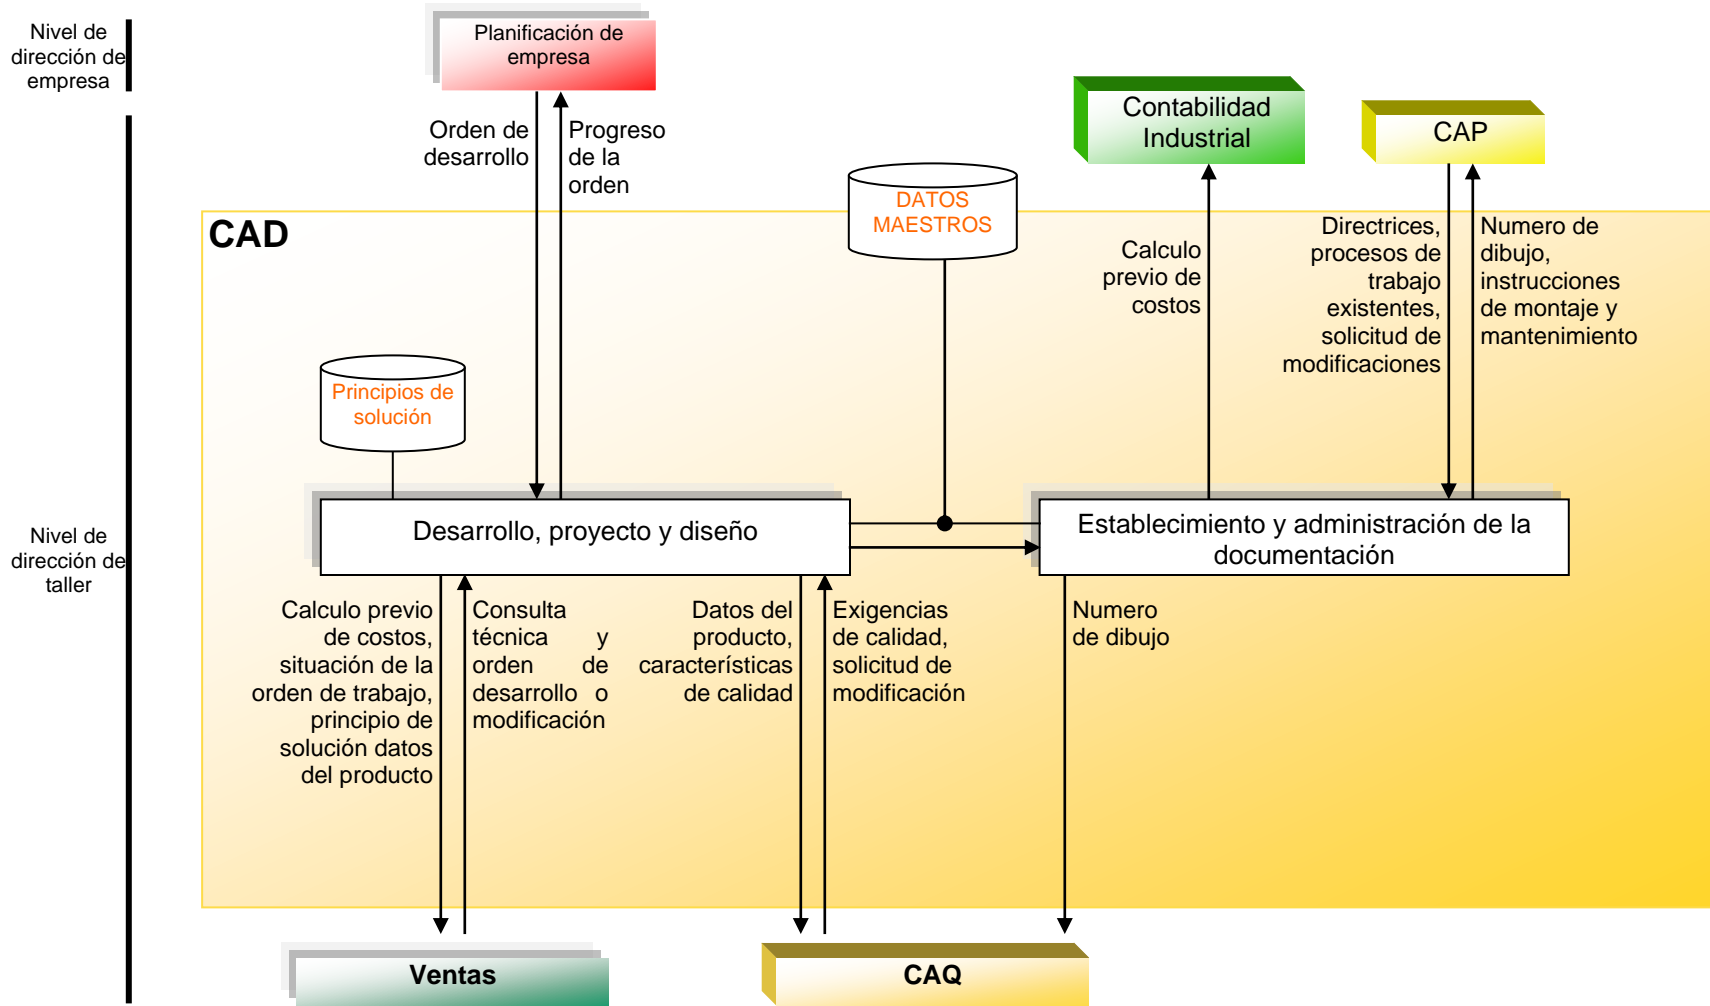 Nivel de
dirección de
empresa
Planificación de
empresa
Orden de
desarrollo
Progreso
de la
orden
Contabilidad
Industrial
CAP
DATOS
MAESTROS
CAD
Calculo
previo de
costos
Directrices,
procesos de
trabajo
existentes,
solicitud de
modificaciones
Numero de
dibujo,
instrucciones
de montaje y
mantenimiento
Principios de
solución
Nivel de
dirección de
taller
Desarrollo, proyecto y diseño
Establecimiento y administración de la
documentación
Calculo previo
de costos,
situación de la
orden de trabajo,
principio de
solución datos
del producto
Consulta
técnica y
orden de
desarrollo o
modificación
Datos del
producto,
características
de calidad
Exigencias
de calidad,
solicitud de
modificación
Numero
de dibujo
Ventas
CAQ